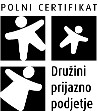 POLNI CERTIFIKAT
Družini
prijazno
podjetje